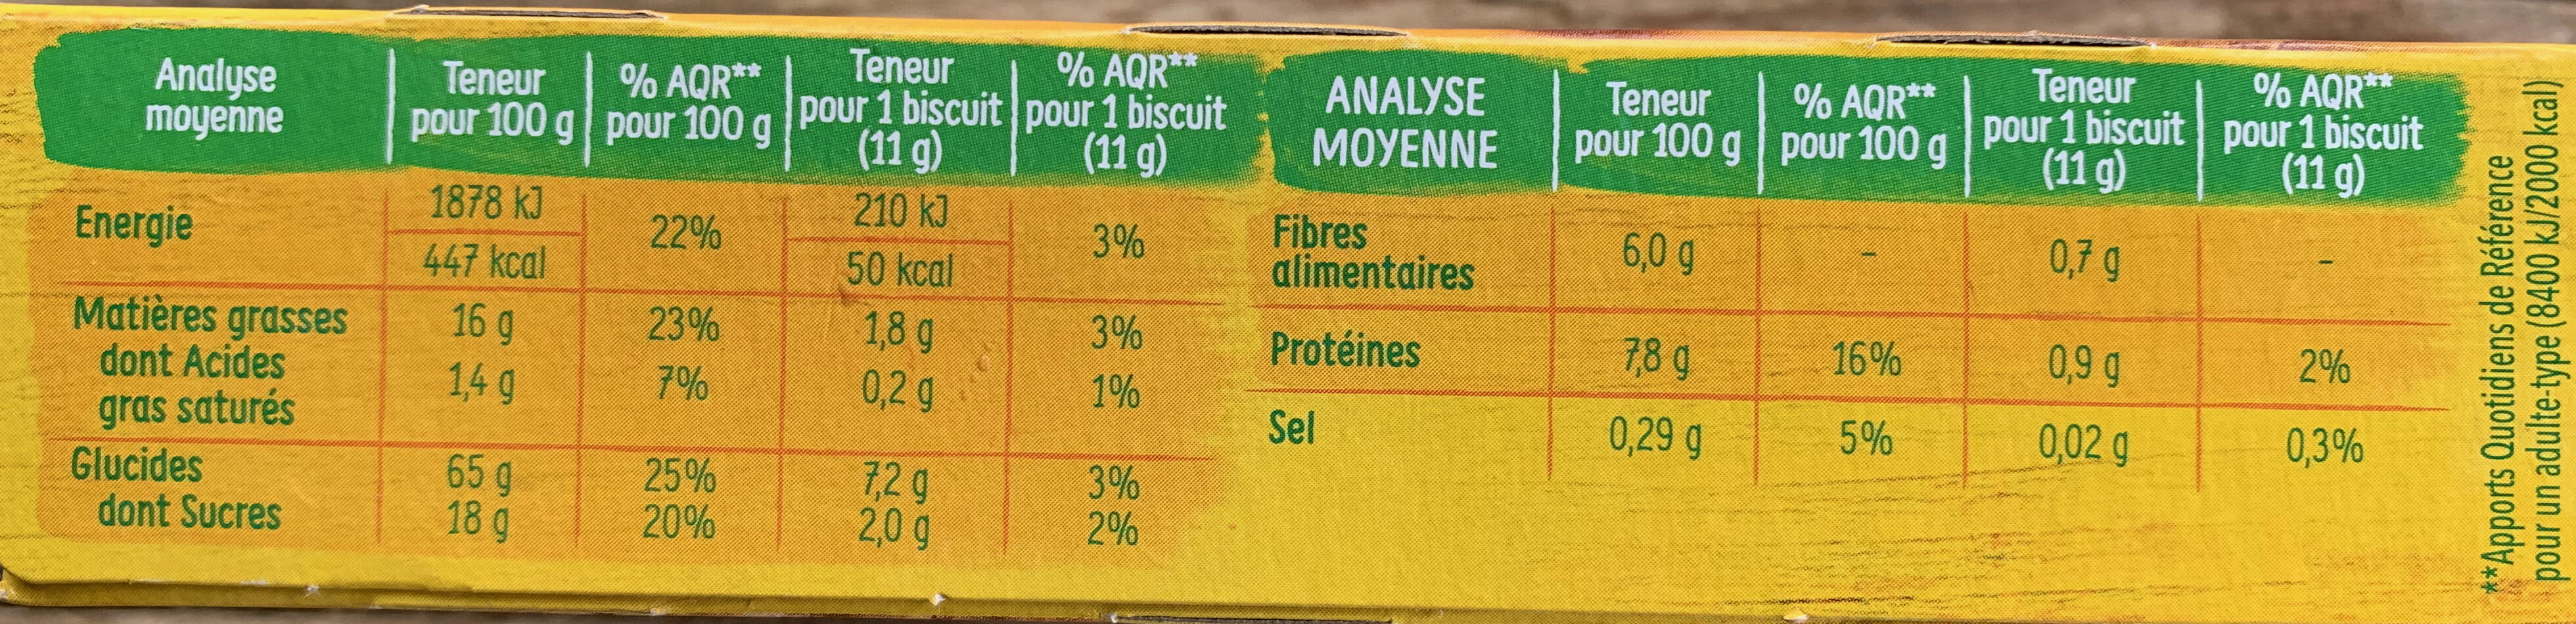 Analyse moyenne | Teneur pour 100 g | % AQR** pour 100 g | Teneur pour 1 biscuit (11 g) | % AQR** pour 1 biscuit (11 g)
Energie | 1878 kJ 447 kcal | 22% | 210 kJ 50 kcal | 3%
Matières grasses | 16 g | 23% | 1,8 g | 3%
dont Acides gras saturés | 1,4 g | 7% | 0,2 g | 1%
Glucides | 65 g | 25% | 7,2 g | 3%
dont Sucres | 18 g | 20% | 2,0 g | 2%
ANALYSE MOYENNE | Teneur pour 100 g | % AQR** pour 100 g | Teneur pour 1 biscuit (11 g) | % AQR** pour 1 biscuit (11 g)
Fibres alimentaires | 6,0 g | - | 0,7 g | -
Protéines | 7,8 g | 16% | 0,9 g | 2%
Sel | 0,29 g | 5% | 0,02 g | 0,3%
**Apports Quotidiens de Référence
pour un adulte-type (8400 kJ/2000 kcal)